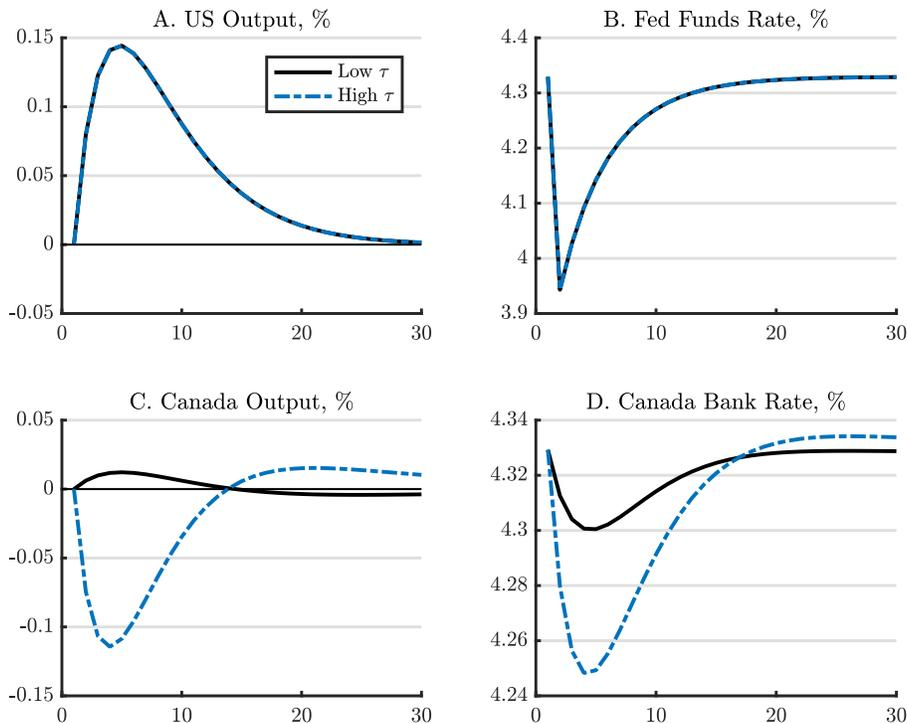 A. US Output, %
0.15
0.1
0.05
0
-0.05
0 10 20 30
Low τ
High τ
B. Fed Funds Rate, %
4.4
4.3
4.2
4.1
4
3.9
0 10 20 30
C. Canada Output, %
0.05
0
-0.05
-0.1
-0.15
0 10 20 30
D. Canada Bank Rate, %
4.34
4.32
4.3
4.28
4.26
4.24
0 10 20 30